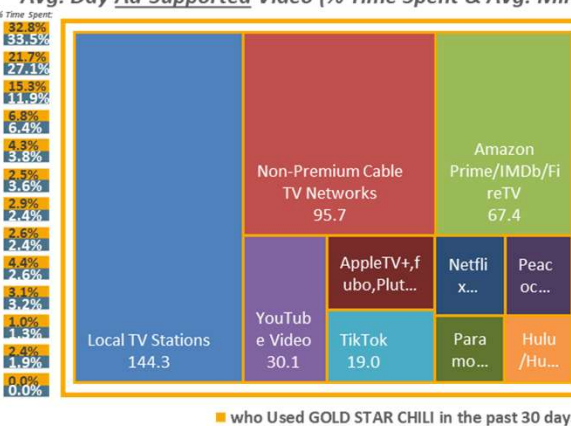 Avg. Day Ad-Supported Video (% Time Spent & Avg.
% Time Spent:
32.8%
33.5%
21.7%
27.1%
15.3%
11.9%
6.8%
6.4%
4.3%
3.8%
2.5%
3.6%
2.9%
2.4%
2.6%
2.4%
4.4%
2.6%
3.1%
3.2%
1.0%
1.3%
2.4%
1.9%
0.0%
0.0%
Local TV Stations
144.3
Non-Premium Cable
TV Networks
95.7
Amazon
Prime/IMDb/Fi
reTV
67.4
YouTub
e Video
30.1
AppleTV+,f
ubo,Plut...
TikTok
19.0
Netfli
x...
Peac
oc...
Para
mo...
Hulu
/Hu...
who Used GOLD STAR CHILI in the past 30 day